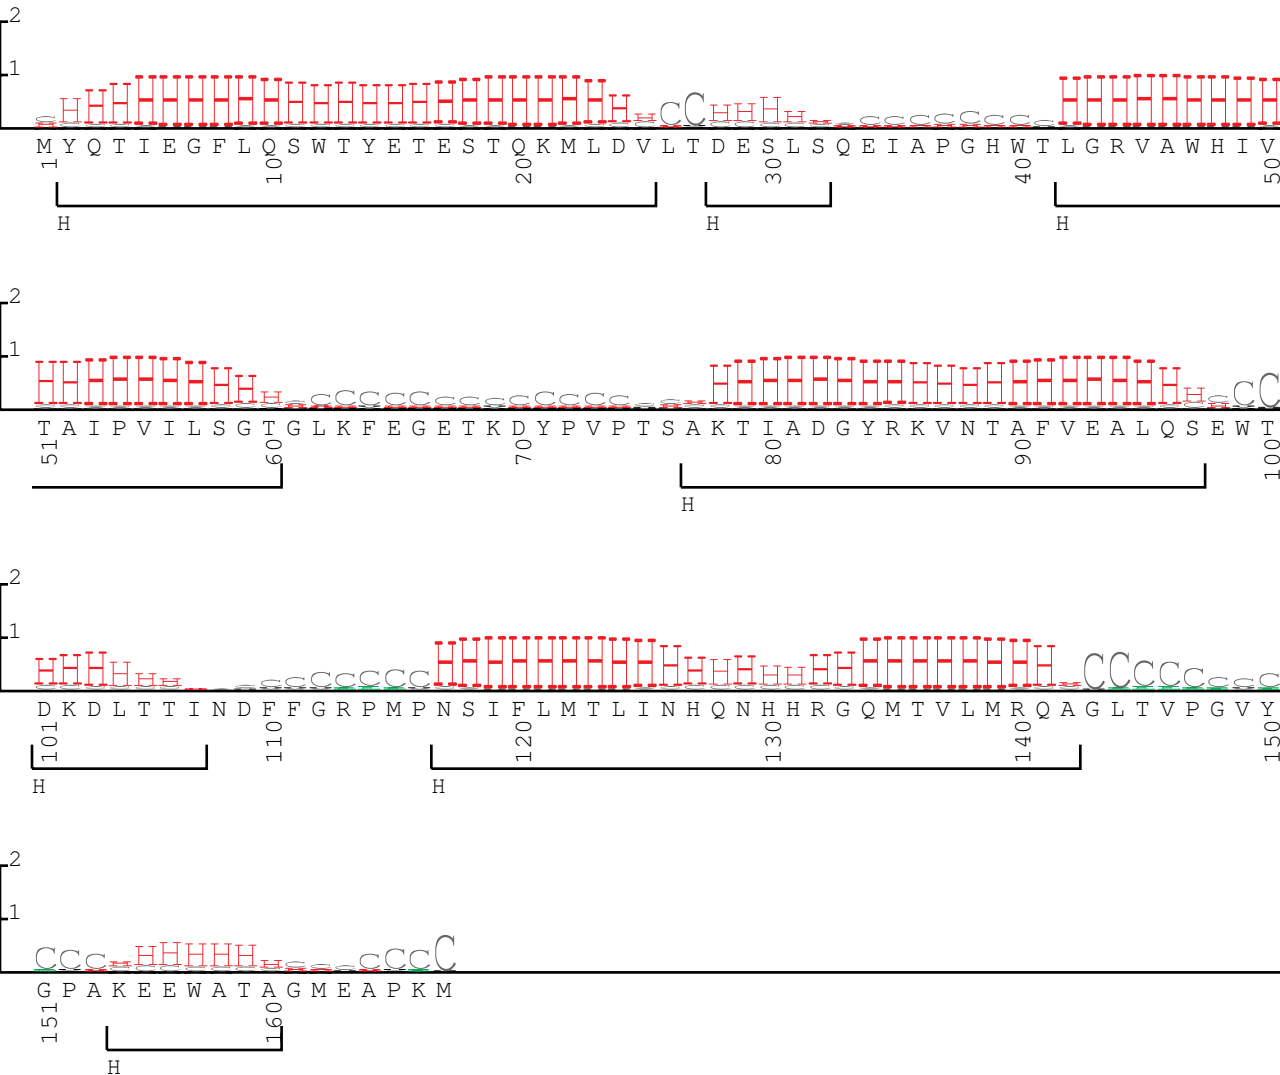 2
1
M Y Q T I E G F L Q S W T Y E T E S T Q K M L D V L T D E S L S Q E I A P G H W T L G R V A W H I V
1 10 20 30 40 50
H H H
2
1
T A I P V I L S G T G L K F E G E T K D Y P V P T S A K T I A D G Y R K V N T A F V E A L Q S E W T
51 60 70 80 90 100
H
2
1
D K D L T T I N D F F G R P M P N S I F L M T L I N H Q N H H R G Q M T V L M R Q A G L T V P G V Y
101 110 120 130 140 150
H H
2
1
G P A K E E W A T A G M E A P K M
151 160
H